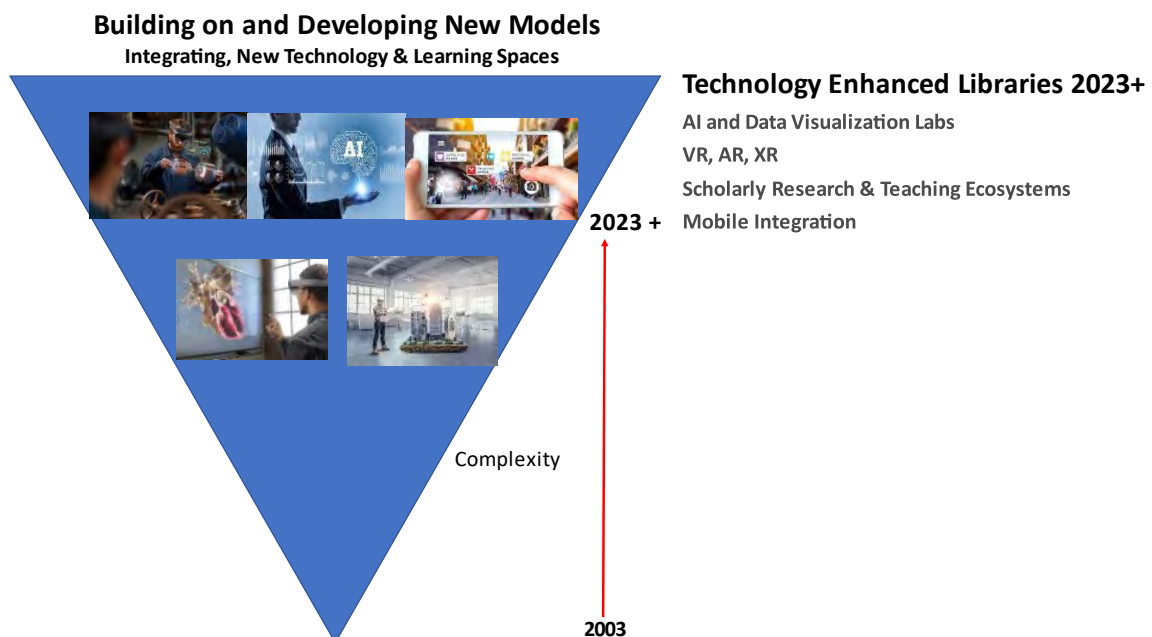 Building on and Developing New Models
Integrating, New Technology & Learning Spaces
Technology Enhanced Libraries 2023+
AI and Data Visualization Labs
VR, AR, XR
Scholarly Research & Teaching Ecosystems
2023 +
Mobile Integration
AI
Complexity
2003